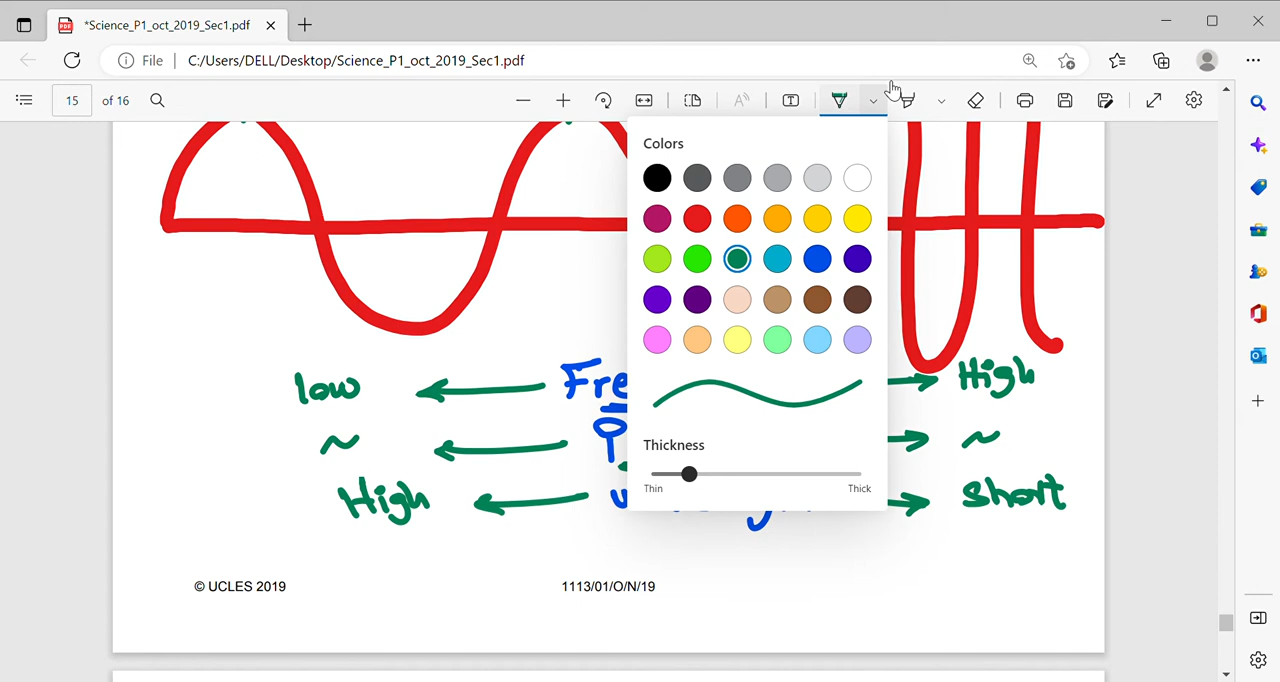 *Science_P1_oct_2019_Sec1.pdf
File
C:/Users/DELL/Desktop/Science_P1_oct_2019_Sec1.pdf
15 of 16
Colors
low
Fre
High
~
P
~
High
Short
Thickness
Thin
Thick
© UCLES 2019
1113/01/O/N/19